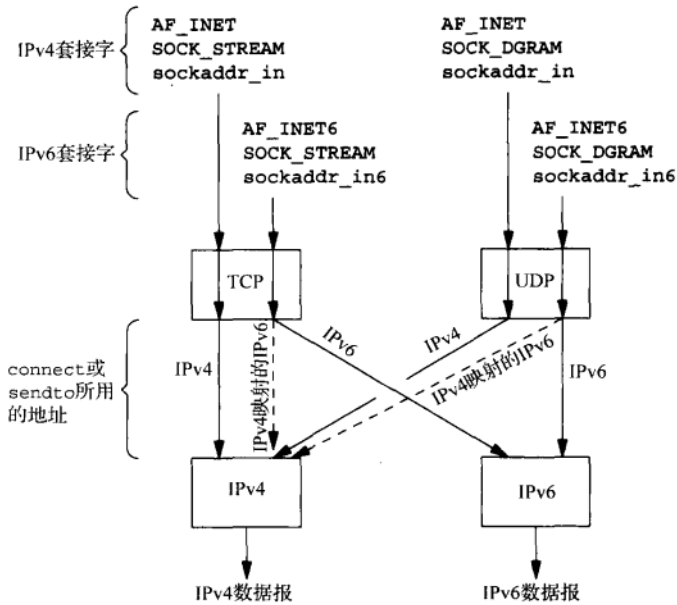 IPv4套接字
AF_INET
SOCK_STREAM
sockaddr_in
AF_INET
SOCK_DGRAM
sockaddr_in
IPv6套接字
AF_INET6
SOCK_STREAM
sockaddr_in6
AF_INET6
SOCK_DGRAM
sockaddr_in6
TCP
UDP
connect或
sendto所用
的地址
IPv4
IPv4映射的IPv6
IPv6
IPv4
IPv4映射的IPv6
IPv6
IPv4
IPv6
IPv4数据报
IPv6数据报